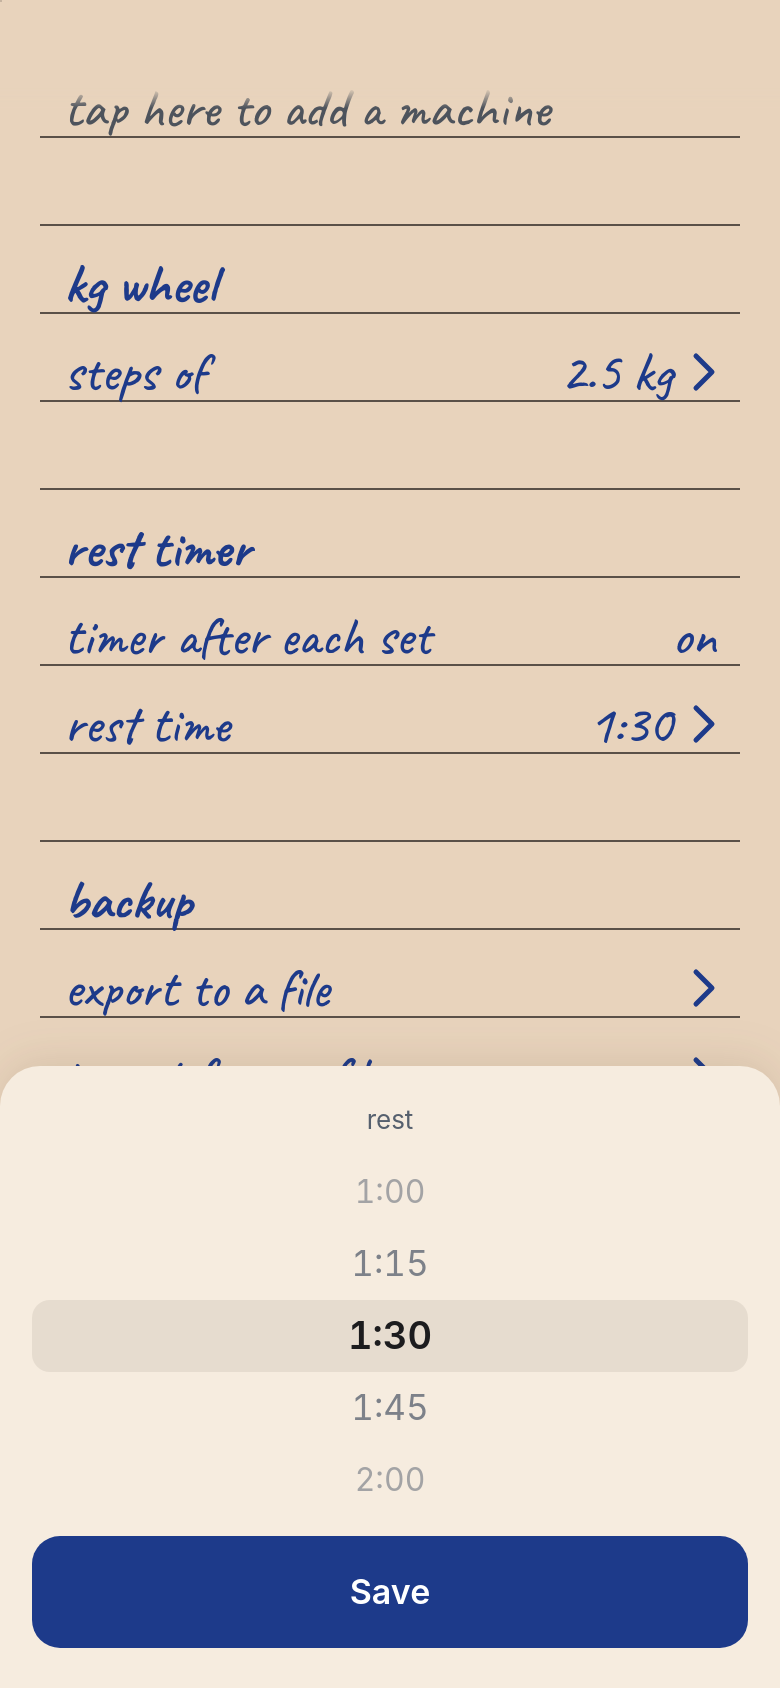 tap here to add a machine
kg wheel
steps of 2.5 kg
rest timer
timer after each set on
rest time 1:30
backup
export to a file
rest
1:00
1:15
1:30
1:45
2:00
Save